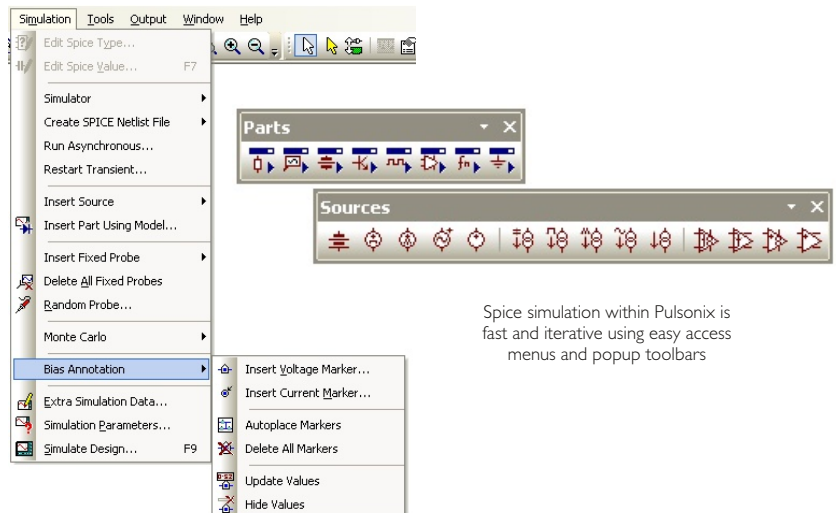 Simulation Tools Output Window Help
Edit Spice Type...
Edit Spice Value... F7
Simulator
Create SPICE Netlist File
Run Asynchronous...
Restart Transient...
Insert Source
Insert Part Using Model...
Insert Fixed Probe
Delete All Fixed Probes
Random Probe...
Monte Carlo
Bias Annotation
Extra Simulation Data...
Simulation Parameters...
Simulate Design... F9
Insert Voltage Marker...
Insert Current Marker...
Autoplace Markers
Delete All Markers
Update Values
Hide Values
Parts
fn
Sources
Spice simulation within Pulsonix is
fast and iterative using easy access
menus and popup toolbars